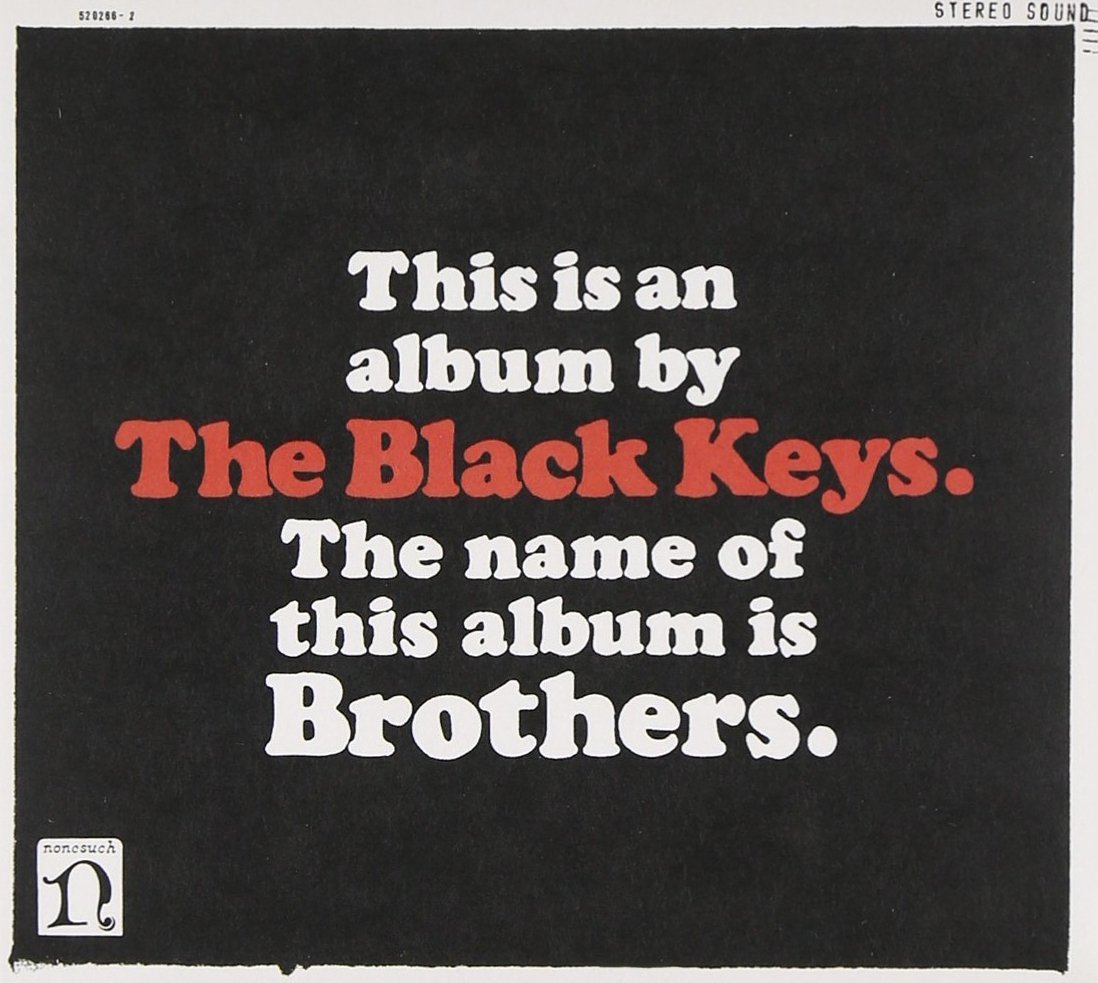 520266-2
STEREO SOUND
This is an
album by
The Black Keys.
The name of
this album is
Brothers.
nonesuch
n